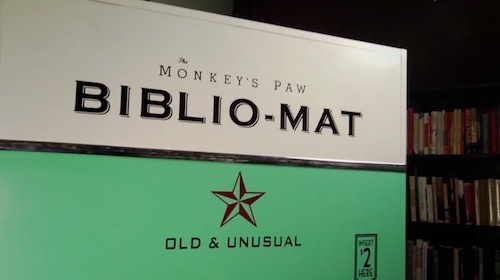 The
MONKEY'S PAW
BIBLIO-MAT
OLD & UNUSUAL
INSERT
$2
HERE